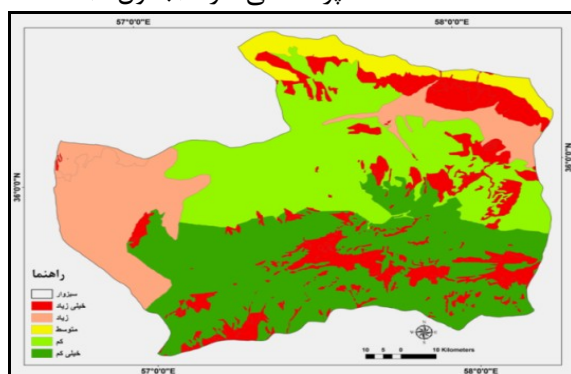 57°0'0"E 58°0'0"E
36°0'0"N 36°0'0"N
راهنما
سبزوار
خیلی زیاد
زیاد
متوسط
کم
خیلی کم
10 5 0 10 Kilometers
57°0'0"E 58°0'0"E